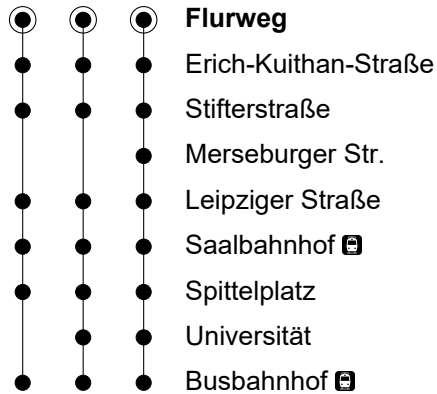 Flurweg
Erich-Kuithan-Straße
Stifterstraße
Merseburger Str.
Leipziger Straße
Saalbahnhof
Spittelplatz
Universität
Busbahnhof